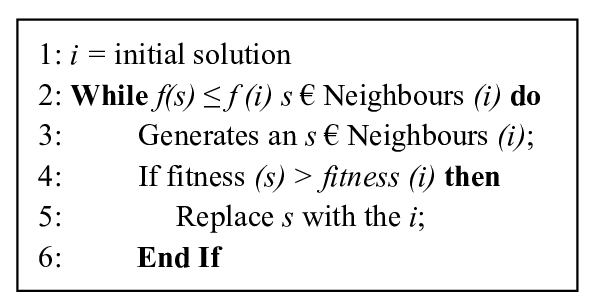 1: i = initial solution
2: While f(s) ≤ f (i) s € Neighbours (i) do
3: Generates an s € Neighbours (i);
4: If fitness (s) > fitness (i) then
5: Replace s with the i;
6: End If